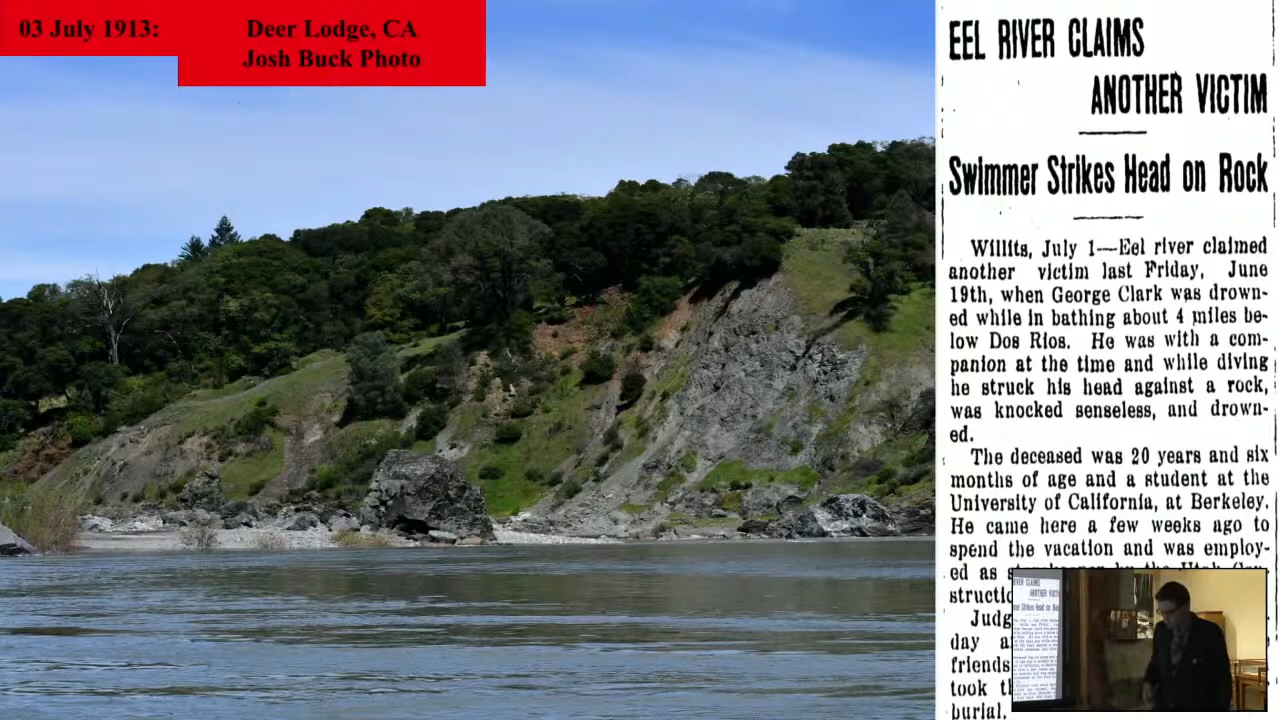 03 July 1913:
Deer Lodge, CA
Josh Buck Photo
EEL RIVER CLAIMS
ANOTHER VICTIM
Swimmer Strikes Head on Rock
Willits, July 1—Eel river claimed
another victim last Friday, June
19th, when George Clark was drown-
ed while in bathing about 4 miles be-
low Dos Rios. He was with a com-
panion at the time and while diving
he struck his head against a rock,
was knocked senseless, and drown-
ed.
The deceased was 20 years and six
months of age and a student at the
University of California, at Berkeley.
He came here a few weeks ago to
spend the vacation and was employ-
ed as
structio
Judg
day a
friends
took t
burial.
EVER CLAIMS
ANOTHER VICTI